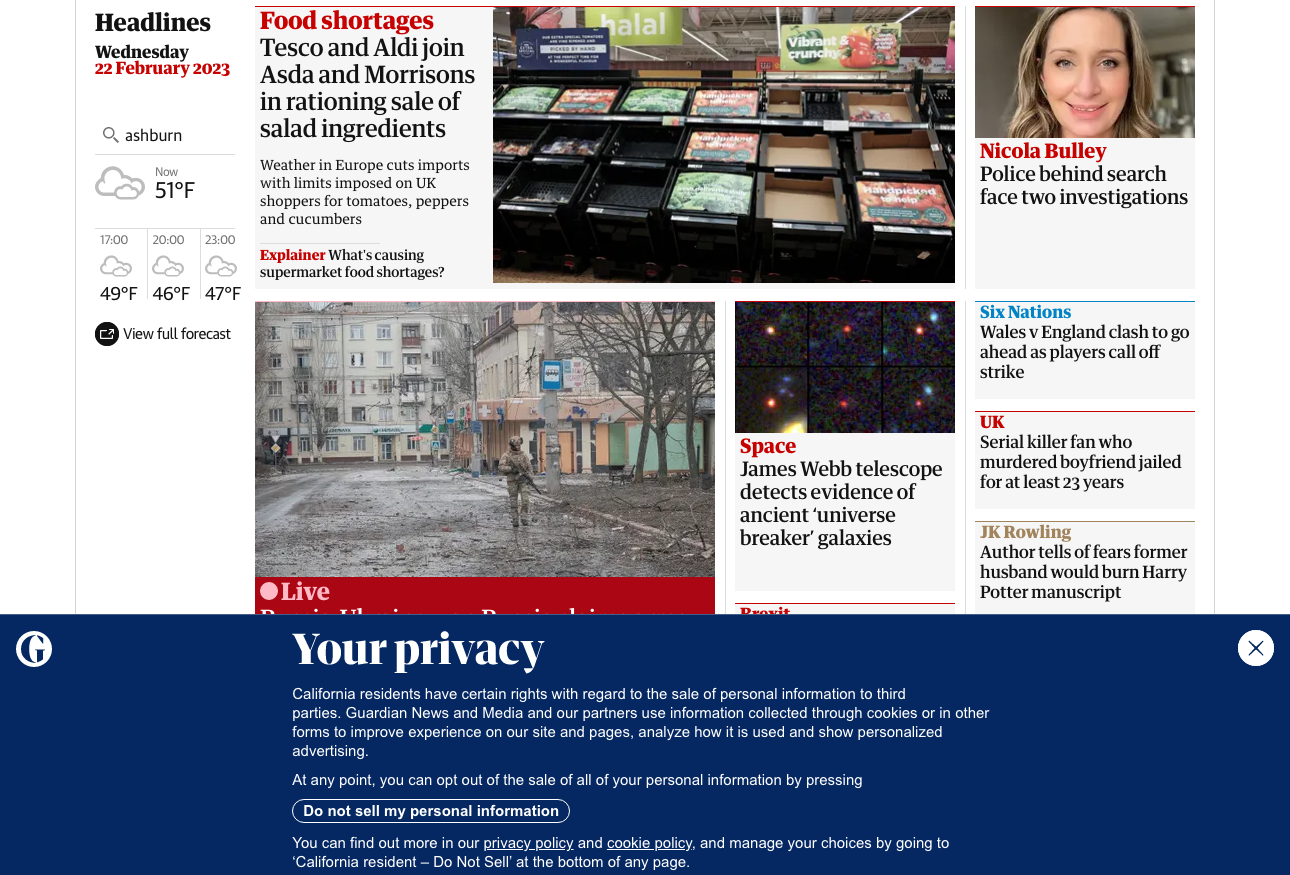 Headlines
Wednesday
22 February 2023
ashburn
Now
51°F
17:00
20:00
23:00
49°F
46°F
47°F
View full forecast
Food shortages
Tesco and Aldi join
Asda and Morrisons
in rationing sale of
salad ingredients
Weather in Europe cuts imports
with limits imposed on UK
shoppers for tomatoes, peppers
and cucumbers
Explainer What's causing
supermarket food shortages?
halal
PICKED BY HAND
Vibrant &
crunchy
Handpicked
to help
Nicola Bulley
Police behind search
face two investigations
Live
Space
James Webb telescope
detects evidence of
ancient ‘universe
breaker’ galaxies
Brexit
Six Nations
Wales v England clash to go
ahead as players call off
strike
UK
Serial killer fan who
murdered boyfriend jailed
for at least 23 years
JK Rowling
Author tells of fears former
husband would burn Harry
Potter manuscript
Your privacy
California residents have certain rights with regard to the sale of personal information to third
parties. Guardian News and Media and our partners use information collected through cookies or in other
forms to improve experience on our site and pages, analyze how it is used and show personalized
advertising.
At any point, you can opt out of the sale of all of your personal information by pressing
Do not sell my personal information
You can find out more in our privacy policy and cookie policy, and manage your choices by going to
‘California resident – Do Not Sell’ at the bottom of any page.